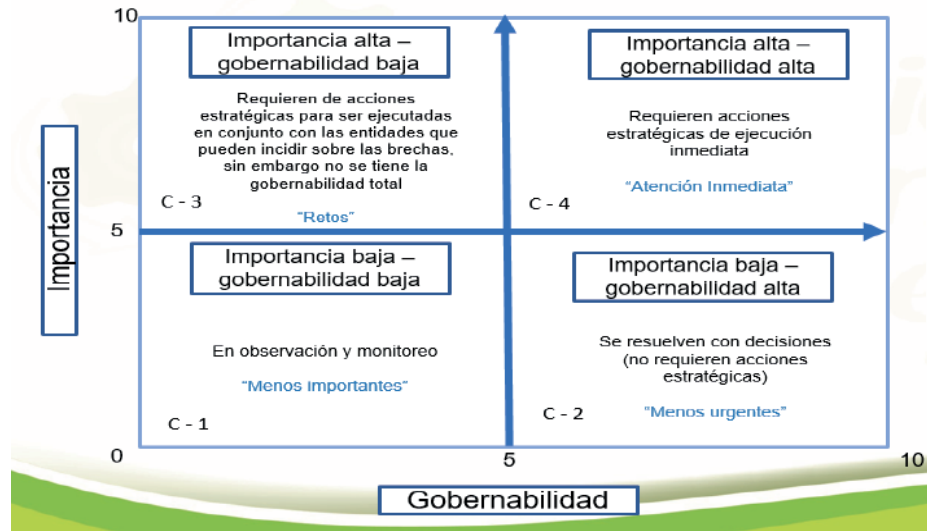 10
Importancia alta –
gobernabilidad baja
Requieren de acciones
estratégicas para ser ejecutadas
en conjunto con las entidades que
pueden incidir sobre las brechas,
sin embargo no se tiene la
gobernabilidad total
C - 3
"Retos"
Importancia alta –
gobernabilidad alta
Requieren acciones
estratégicas de ejecución
inmediata
"Atención Inmediata"
C - 4
Importancia
5
Importancia baja –
gobernabilidad baja
En observación y monitoreo
"Menos importantes"
C - 1
Importancia baja –
gobernabilidad alta
Se resuelven con decisiones
(no requieren acciones
estratégicas)
C - 2
"Menos urgentes"
0
5
10
Gobernabilidad